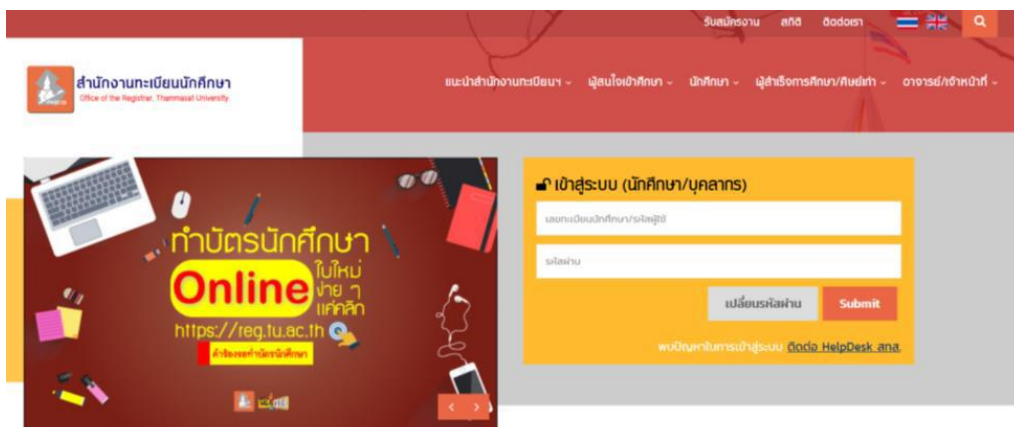 รับสมัครงาน สถิติ ติดต่อเรา
สำนักงานทะเบียนนักศึกษา
Office of the Registrar, Thammasat University
แนะนำสำนักงานทะเบียนฯ ผู้สนใจเข้าศึกษา นักศึกษา ผู้สำเร็จการศึกษา/ศิษย์เก่า อาจารย์/เจ้าหน้าที่
ทำบัตรนักศึกษา
Online ใบใหม่
ง่าย ๆ
แค่คลิก
https://reg.tu.ac.th
คำร้องขอทำบัตรนักศึกษา
เข้าสู่ระบบ (นักศึกษา/บุคลากร)
เลขทะเบียนนักศึกษา/รหัสผู้ใช้
รหัสผ่าน
เปลี่ยนรหัสผ่าน Submit
พบปัญหาในการเข้าสู่ระบบ ติดต่อ HelpDesk สทส.